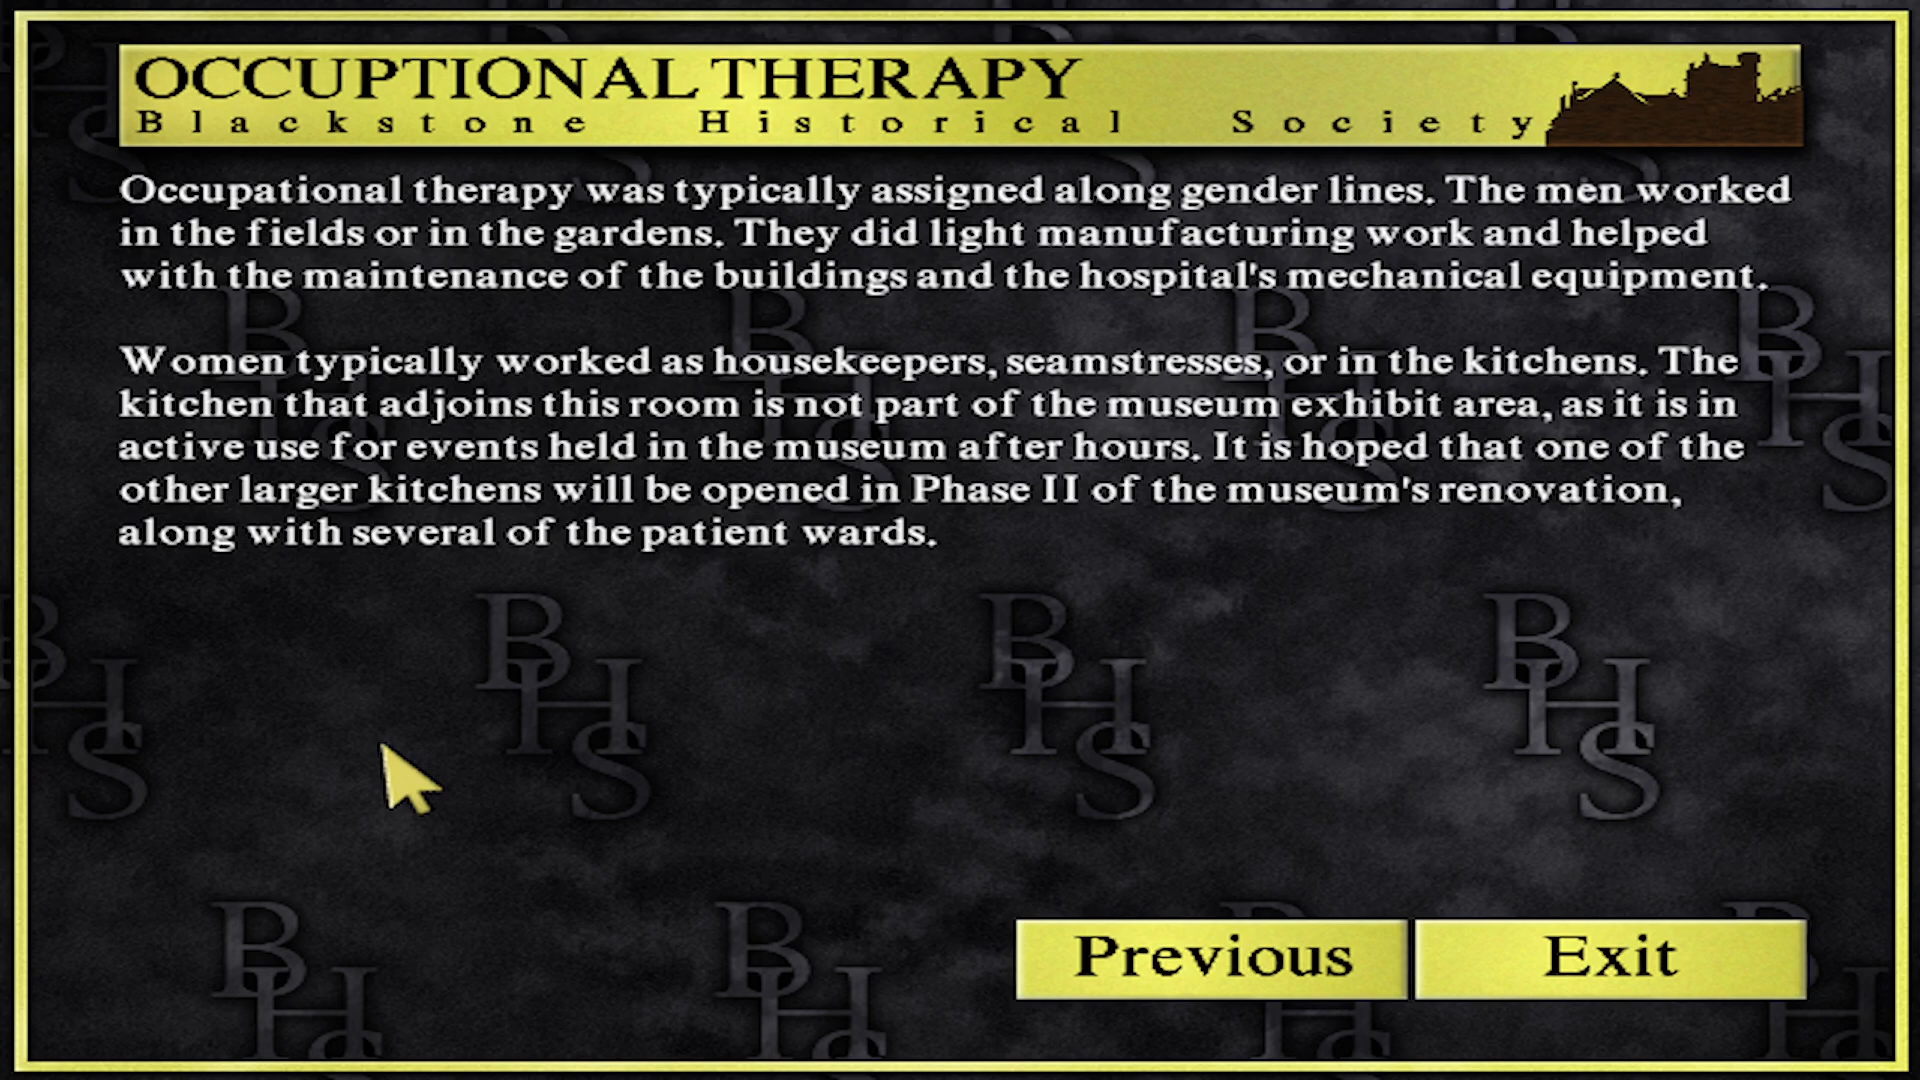 OCCUPTIONAL THERAPY
Blackstone Historical Society
Occupational therapy was typically assigned along gender lines. The men worked
in the fields or in the gardens. They did light manufacturing work and helped
with the maintenance of the buildings and the hospital's mechanical equipment.
Women typically worked as housekeepers, seamstresses, or in the kitchens. The
kitchen that adjoins this room is not part of the museum exhibit area, as it is in
active use for events held in the museum after hours. It is hoped that one of the
other larger kitchens will be opened in Phase II of the museum's renovation,
along with several of the patient wards.
BHS
BHS
BHS
Previous
Exit